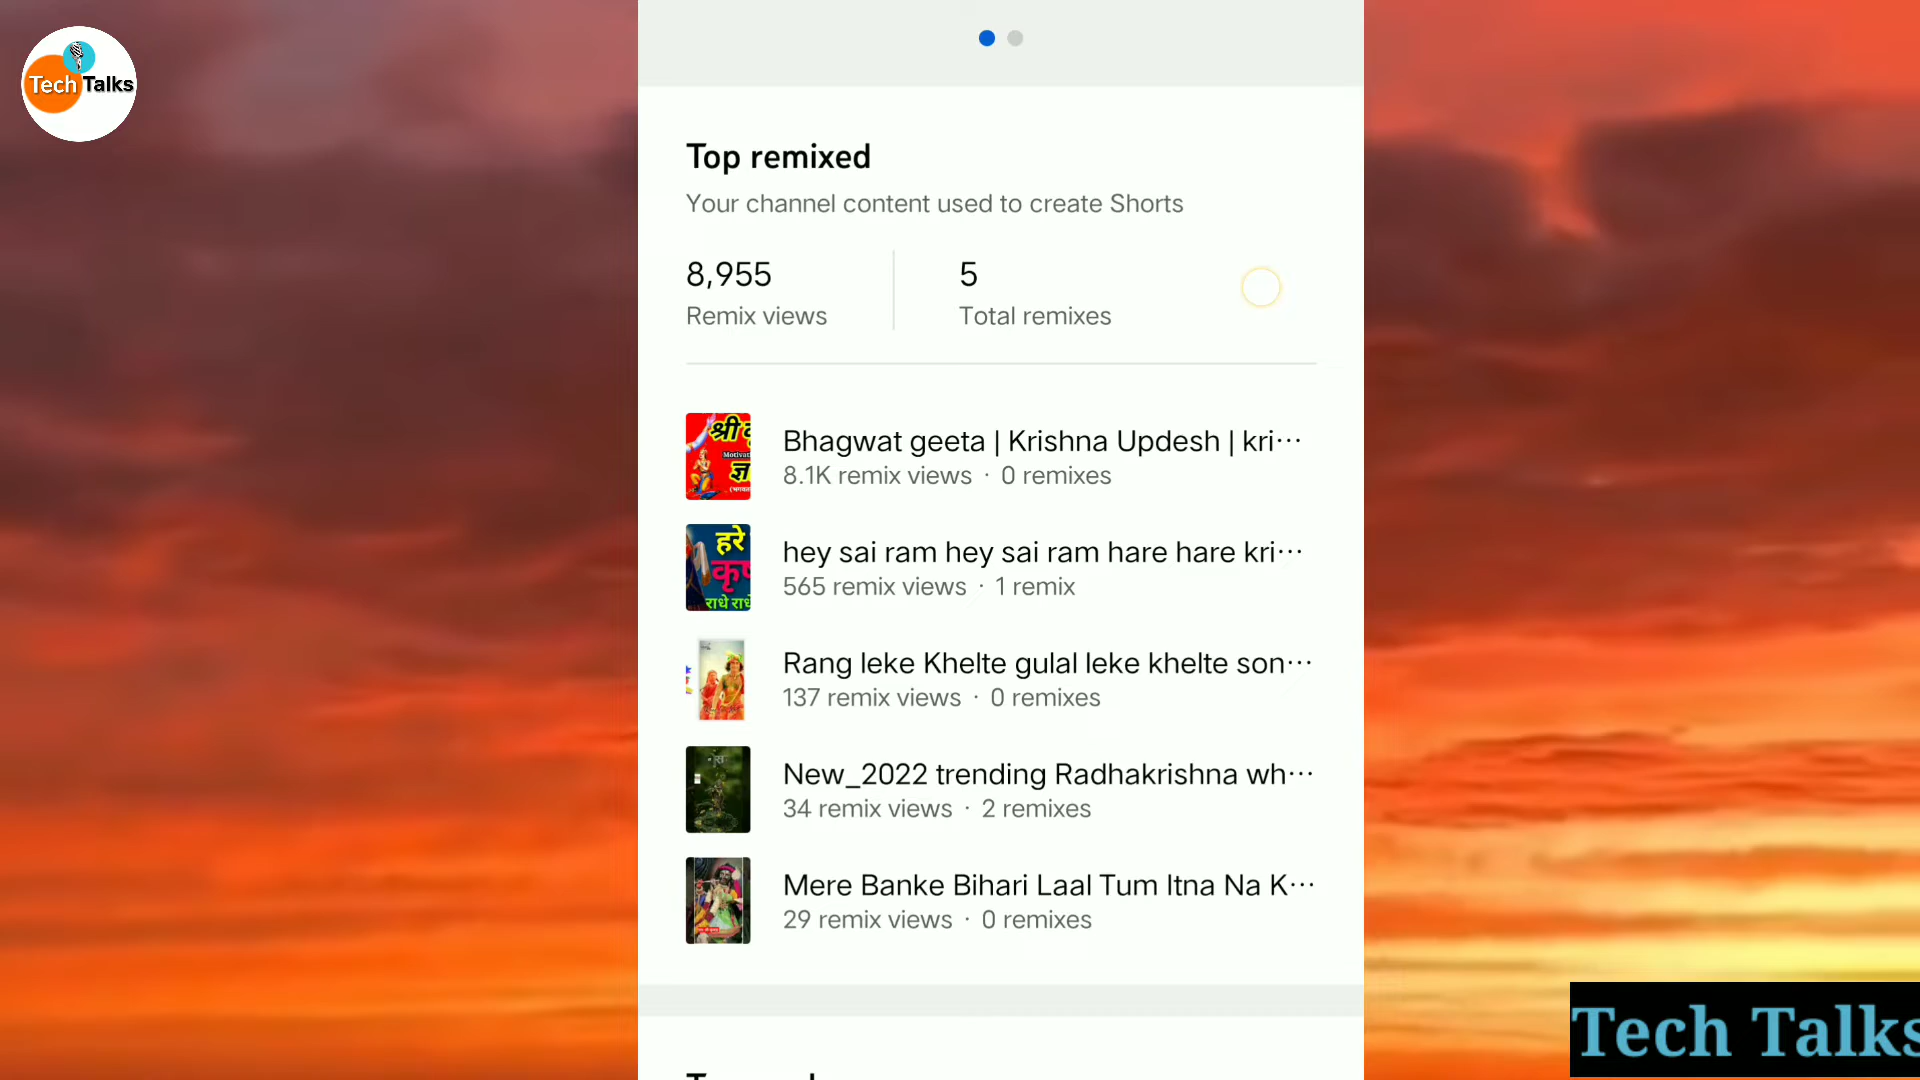 Tech Talks
Top remixed
Your channel content used to create Shorts
8,955
5
Remix views
Total remixes
Bhagwat geeta | Krishna Updesh | kri···
8.1K remix views · 0 remixes
श्री
Motivat
ज्ञ
hey sai ram hey sai ram hare hare kri···
565 remix views · 1 remix
हरे
कृष
राधे राधे
Rang leke Khelte gulal leke khelte son···
137 remix views · 0 remixes
New_2022 trending Radhakrishna wh···
34 remix views · 2 remixes
Mere Banke Bihari Laal Tum Itna Na K···
29 remix views · 0 remixes
Tech Talks